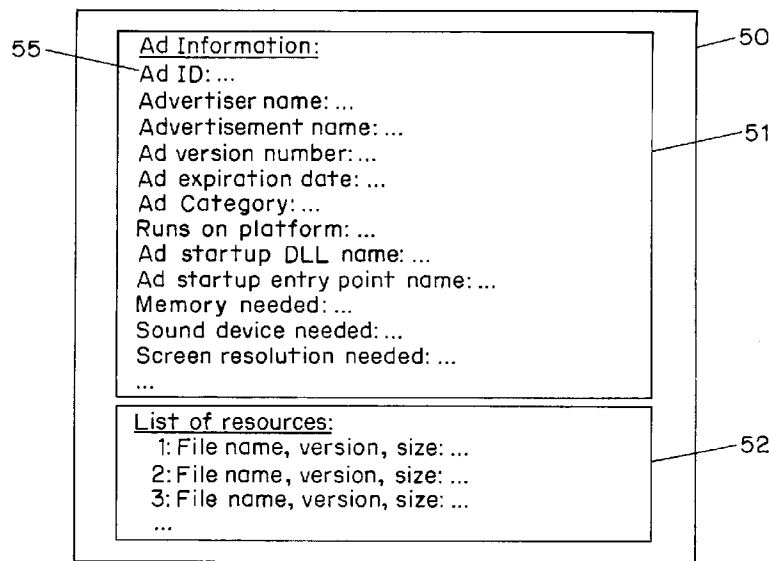 55
50
Ad Information:
Ad ID: ...
Advertiser name: ...
Advertisement name: ...
51
Ad version number: ...
Ad expiration date: ...
Ad Category: ...
Runs on platform: ...
Ad startup DLL name: ...
Ad startup entry point name: ...
Memory needed: ...
Sound device needed: ...
Screen resolution needed: ...
...
List of resources:
52
1: File name, version, size: ...
2: File name, version, size: ...
3: File name, version, size: ...
...